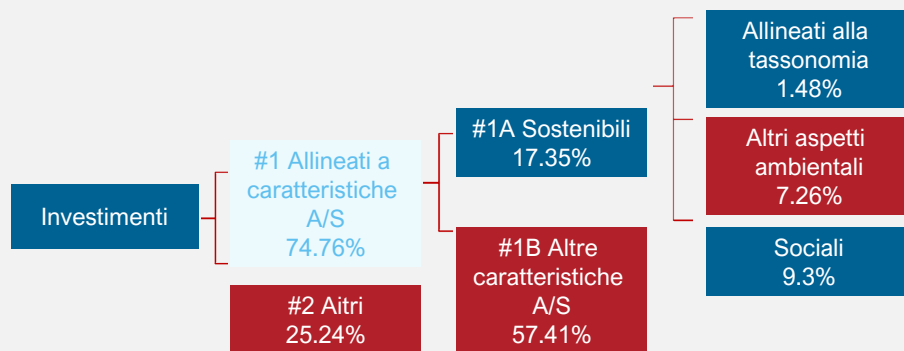 Investimenti
#1 Allineati a
caratteristiche
A/S
74.76%
#2 Aitri
25.24%
#1A Sostenibili
17.35%
#1B Altre
caratteristiche
A/S
57.41%
Allineati alla
tassonomia
1.48%
Altri aspetti
ambientali
7.26%
Sociali
9.3%